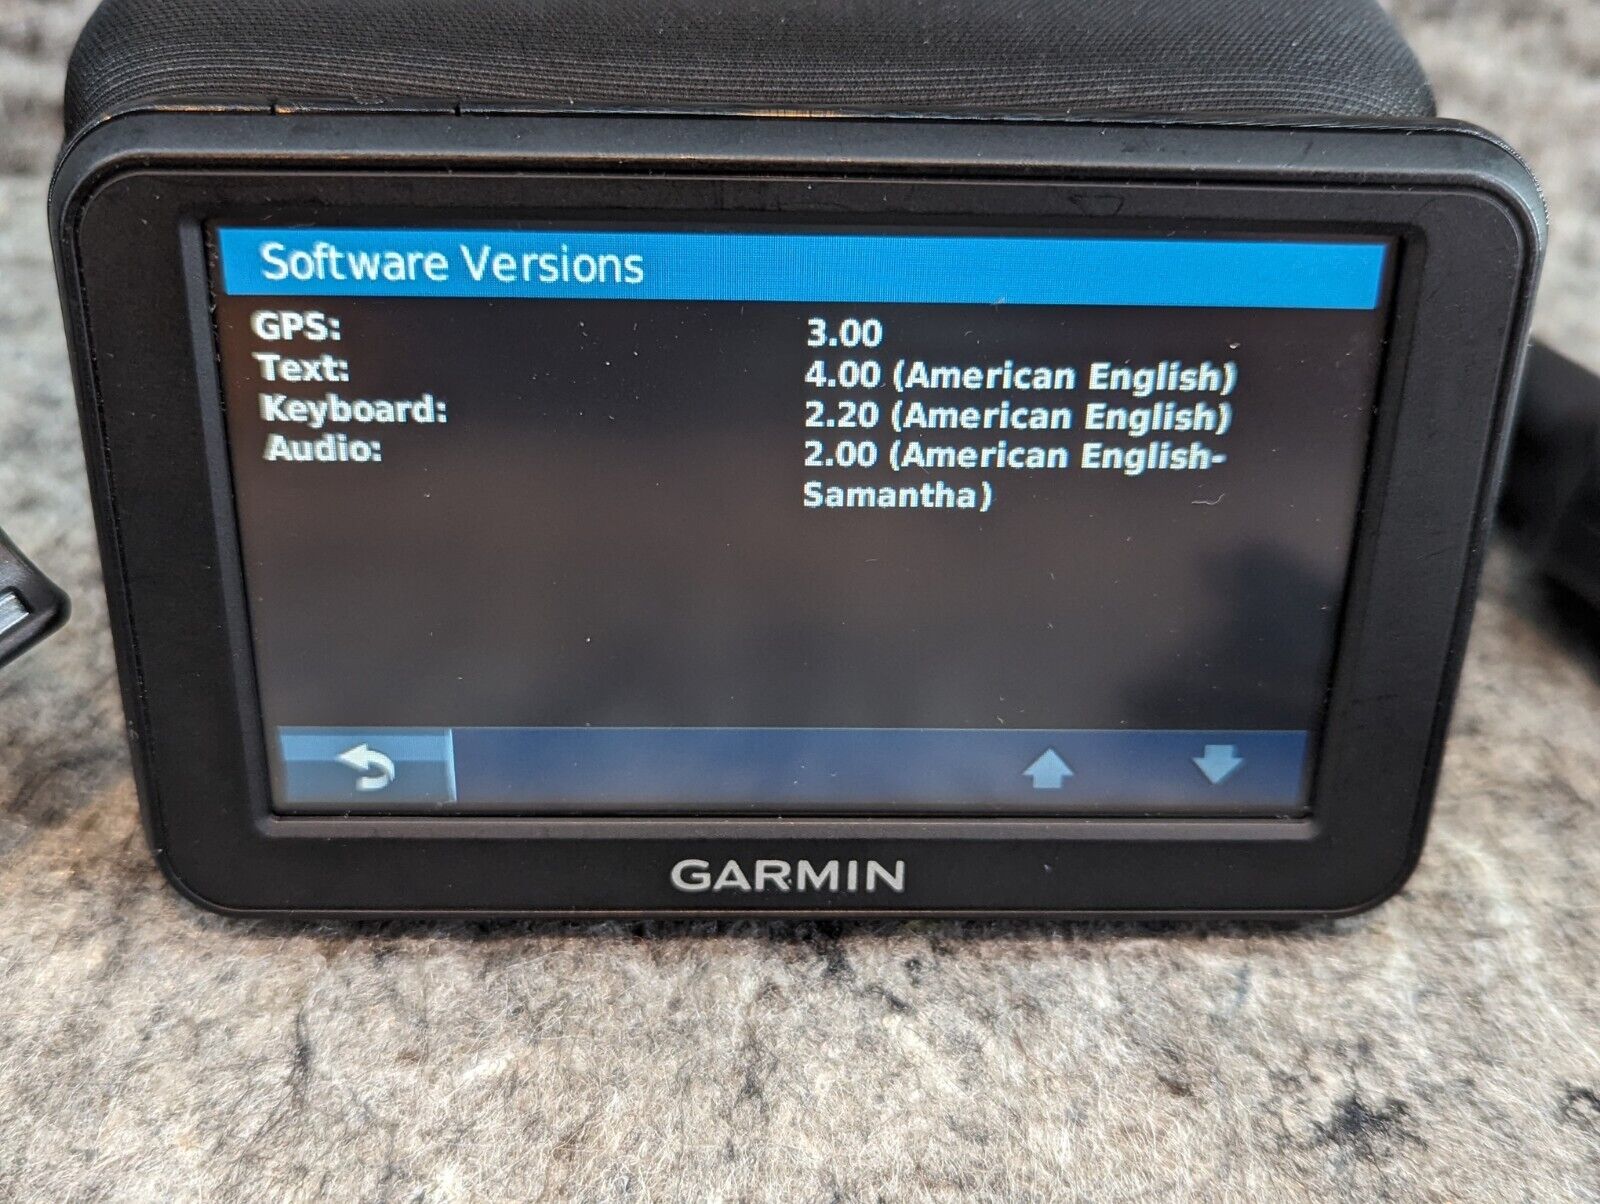 Software Versions
GPS: 3.00
Text: 4.00 (American English)
Keyboard: 2.20 (American English)
Audio: 2.00 (American English-
Samantha)
GARMIN